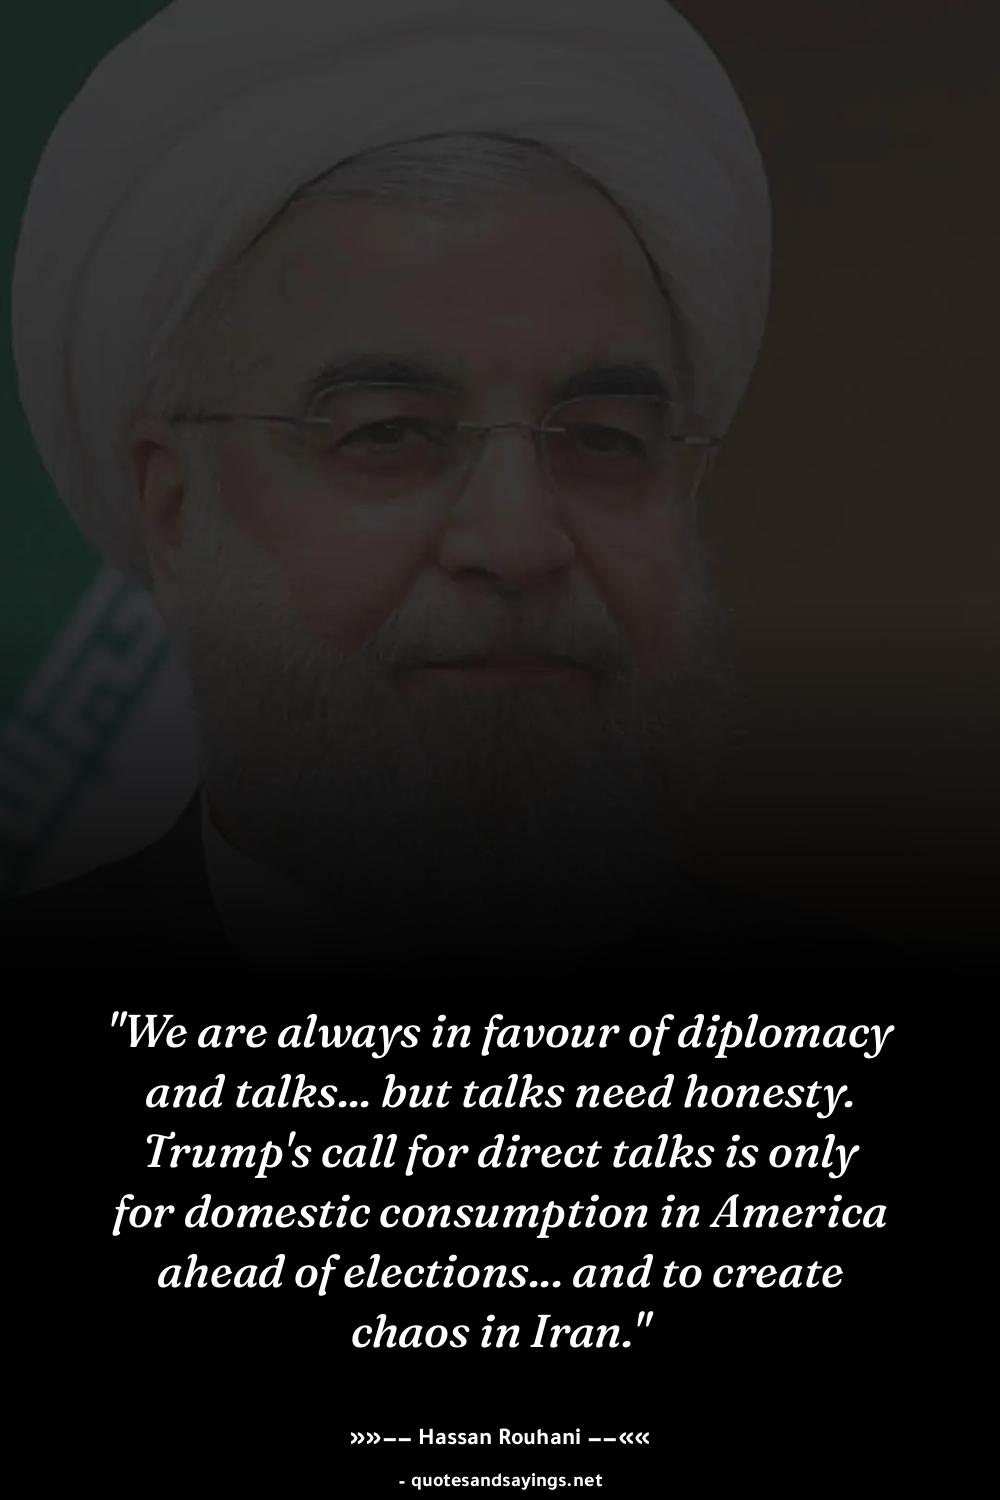 "We are always in favour of diplomacy
and talks... but talks need honesty.
Trump's call for direct talks is only
for domestic consumption in America
ahead of elections... and to create
chaos in Iran."
»»−− Hassan Rouhani −−««
- quotesandsayings.net